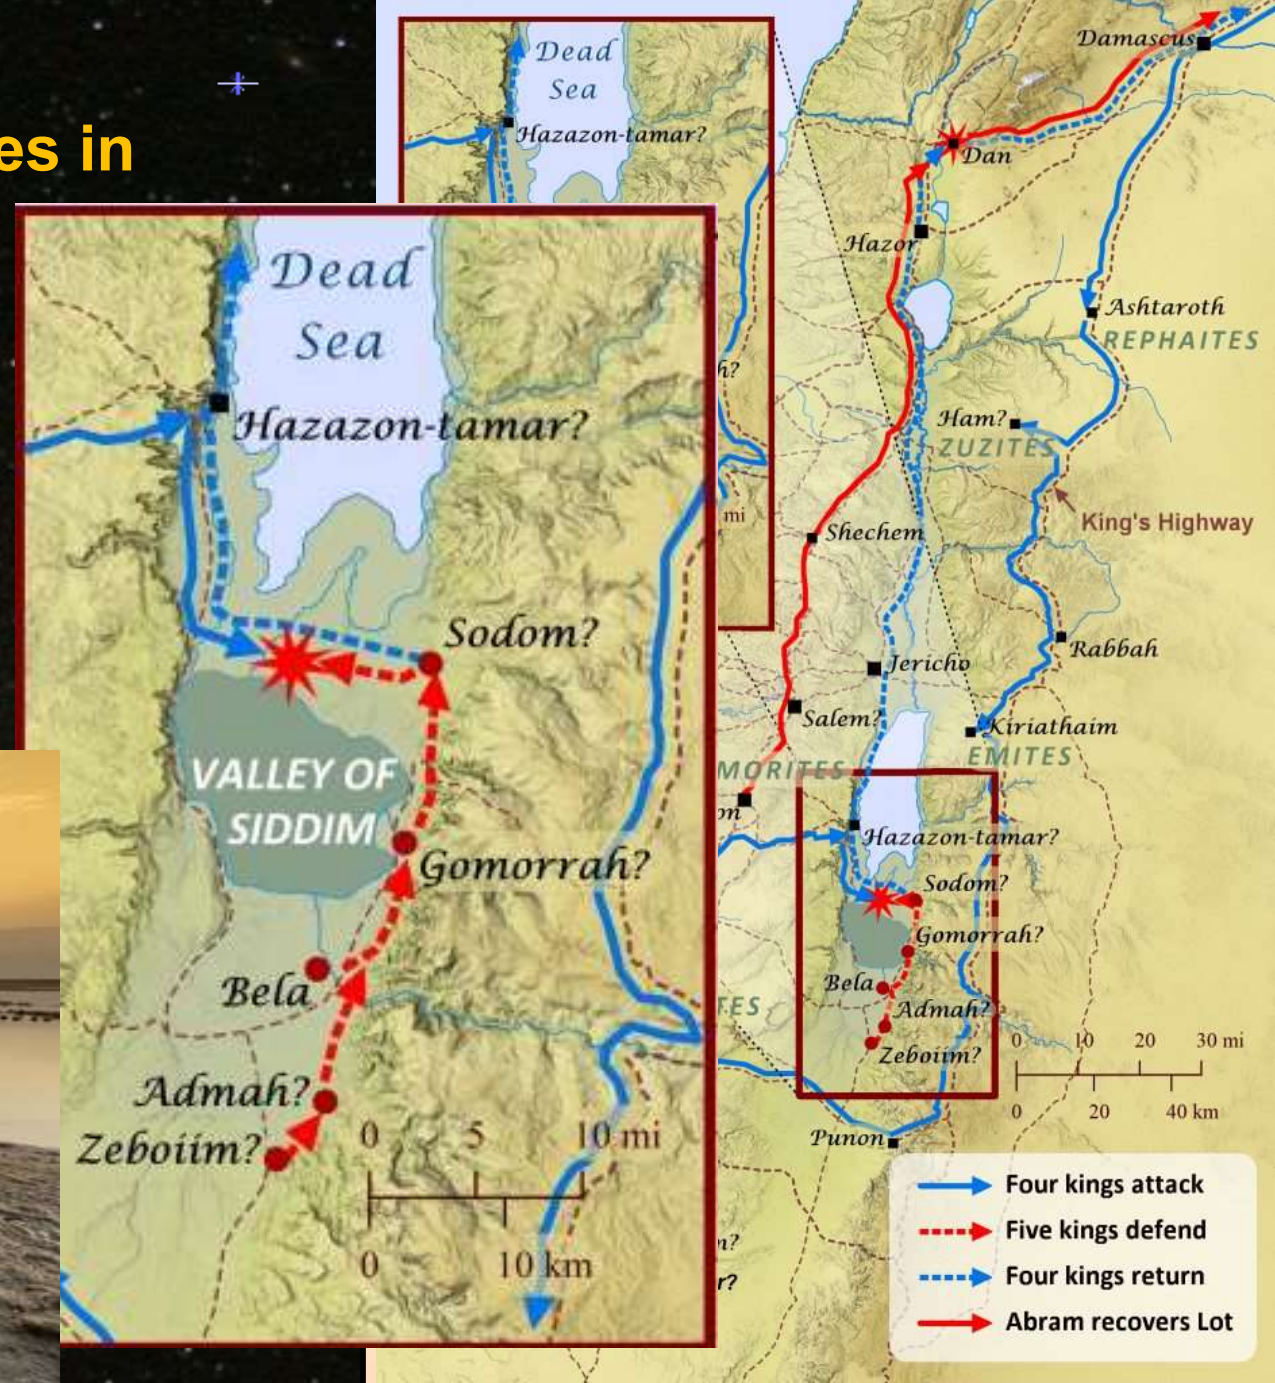 es in
Dead
Sea
Hazazon-tamar?
Dead
Sea
Hazazon-tamar?
Sodom?
VALLEY OF
SIDDIM
Gomorrah?
Bela
Admah?
Zeboiim?
0 5 10 mi
0 10 km
Damascus
Dan
Hazor
Ashtaroth
REPHAITES
h?
Ham?
ZUZITES
mi
King's Highway
Shechem
Rabbah
Jericho
Salem?
Kiriathaim
MORITES
EMITES
on
Hazazon-tamar?
Sodom?
Gomorrah?
Bela
Admah?
TES
Zeboiim?
0 10 20 30 mi
0 20 40 km
Punon
Four kings attack
Five kings defend
Four kings return
Abram recovers Lot
n?
r?